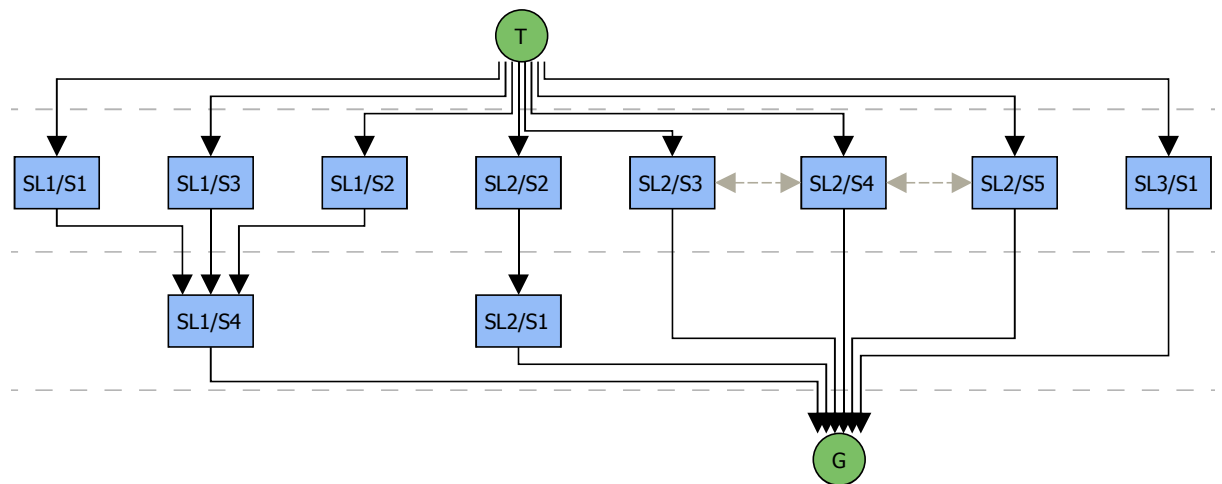 T
SL1/S1
SL1/S3
SL1/S2
SL2/S2
SL2/S3
SL2/S4
SL2/S5
SL3/S1
SL1/S4
SL2/S1
G